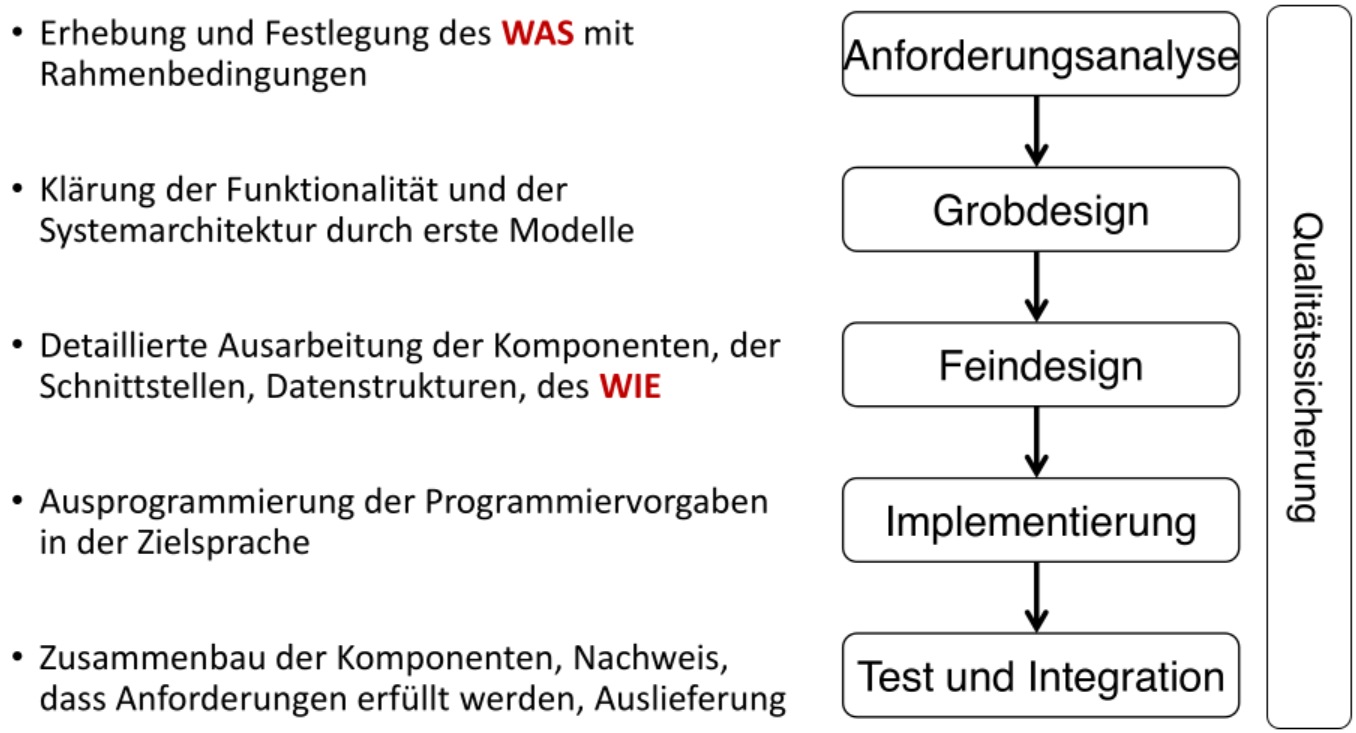 • Erhebung und Festlegung des WAS mit
Rahmenbedingungen
Anforderungsanalyse
• Klärung der Funktionalität und der
Systemarchitektur durch erste Modelle
Grobdesign
• Detaillierte Ausarbeitung der Komponenten, der
Schnittstellen, Datenstrukturen, des WIE
Feindesign
• Ausprogrammierung der Programmiervorgaben
in der Zielsprache
Implementierung
• Zusammenbau der Komponenten, Nachweis,
dass Anforderungen erfüllt werden, Auslieferung
Test und Integration
Qualitätssicherung